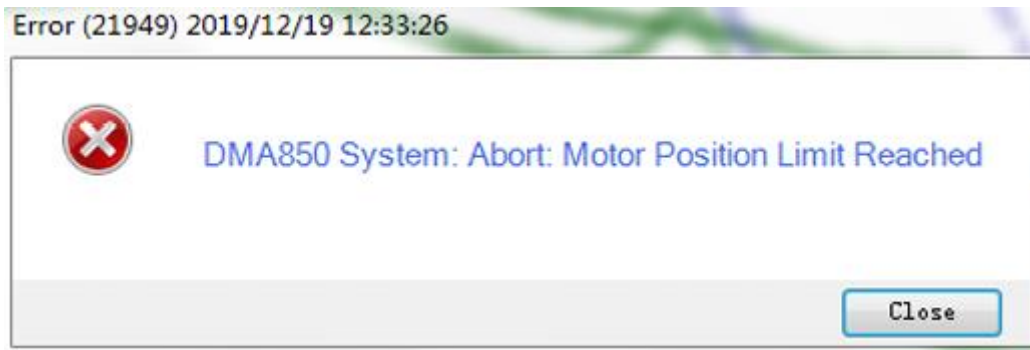 Error (21949) 2019/12/19 12:33:26
DMA850 System: Abort: Motor Position Limit Reached
Close